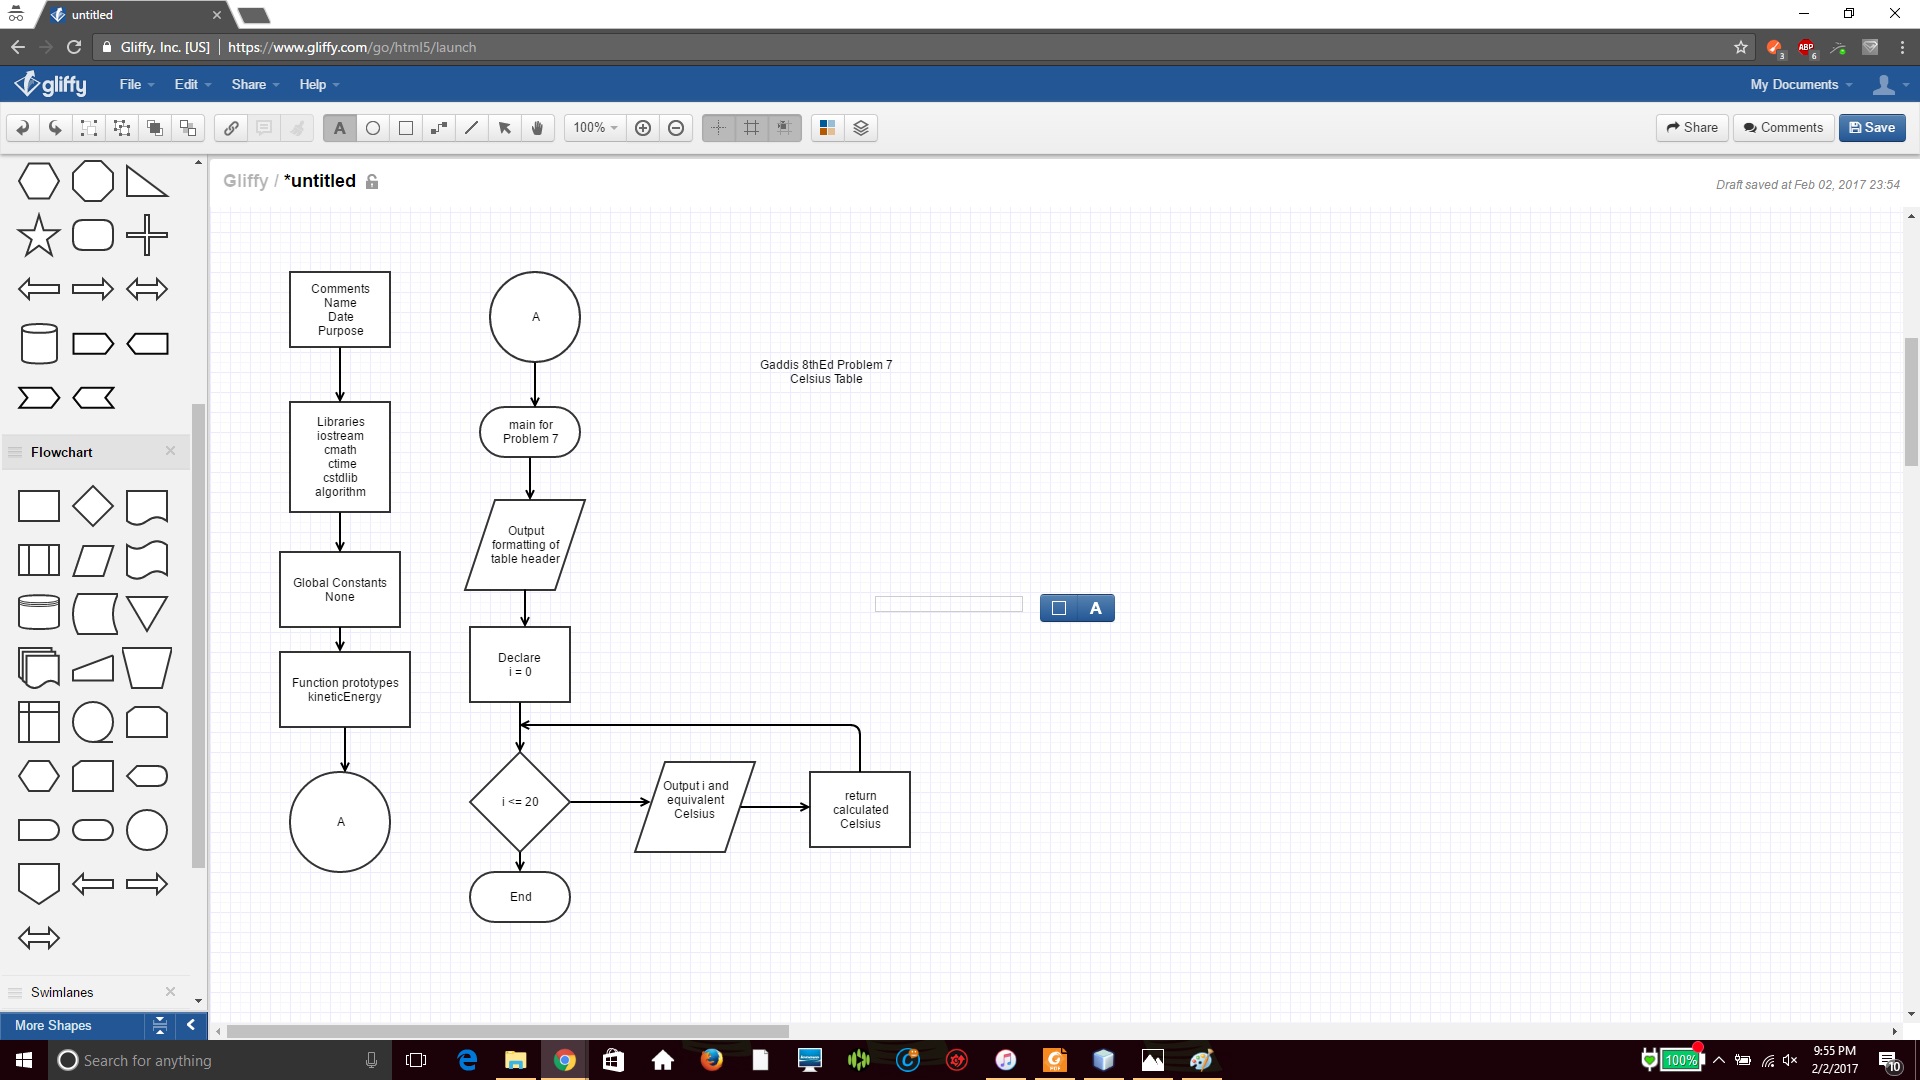 untitled
Gliffy, Inc. [US]
https://www.gliffy.com/go/html5/launch
3
ABP
6
gliffy
File
Edit
Share
Help
My Documents
A
100%
Share
Comments
Save
Gliffy / *untitled
Draft saved at Feb 02, 2017 23:54
Comments
Name
Date
Purpose
Libraries
iostream
cmath
ctime
cstdlib
algorithm
Global Constants
None
Function prototypes
kineticEnergy
A
A
main for
Problem 7
Output
formatting of
table header
Declare
i = 0
i <= 20
End
Output i and
equivalent
Celsius
return
calculated
Celsius
Gaddis 8thEd Problem 7
Celsius Table
A
Flowchart
Swimlanes
More Shapes
Search for anything
100%
9:55 PM
2/2/2017
10